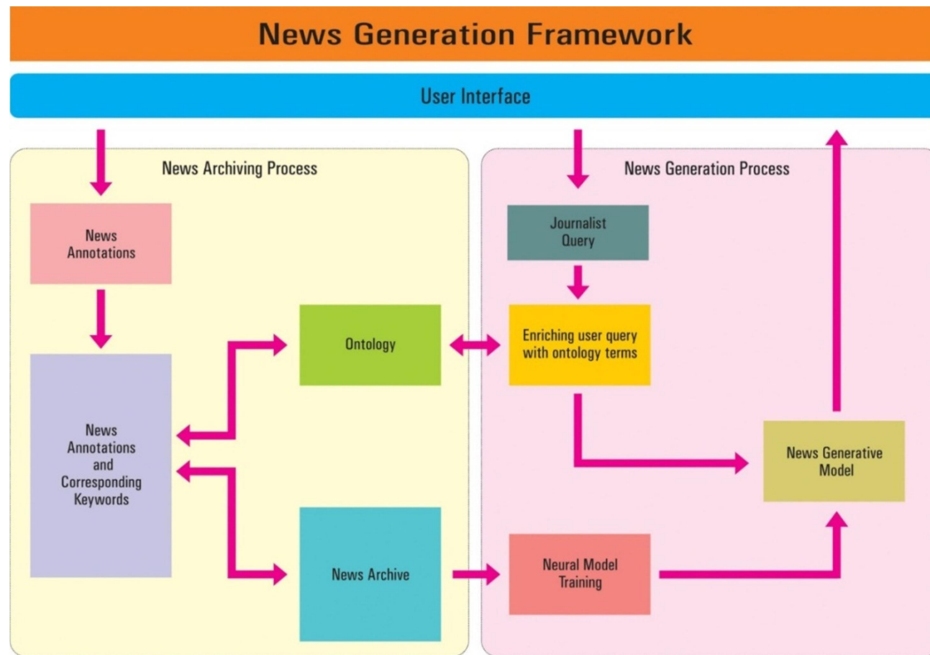 News Generation Framework
User Interface
News Archiving Process
News Generation Process
News
Annotations
Journalist
Query
Ontology
Enriching user query
with ontology terms
News
Annotations
and
Corresponding
Keywords
News Generative
Model
News Archive
Neural Model
Training